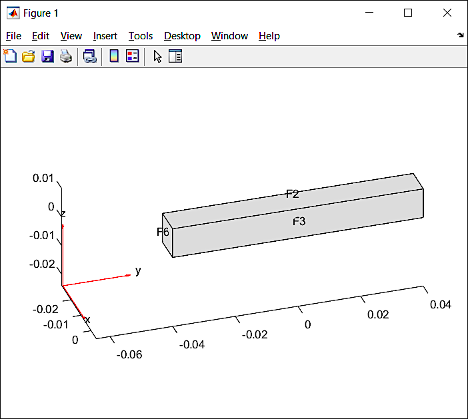 Figure 1
File Edit View Insert Tools Desktop Window Help
0.01
0
z
-0.01
-0.02
F2
F3
F6
y
-0.02
-0.01
0
x
-0.06
-0.04
-0.02
0
0.02
0.04